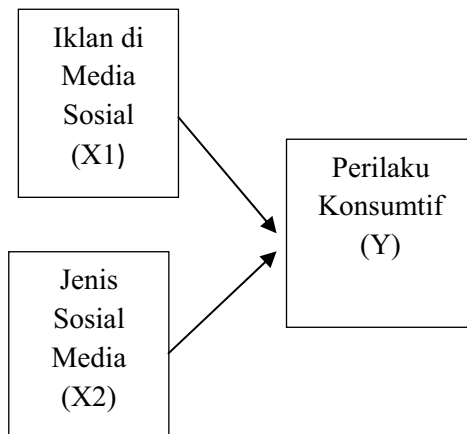 Iklan di
Media
Sosial
(X1)
Perilaku
Konsumtif
(Y)
Jenis
Sosial
Media
(X2)